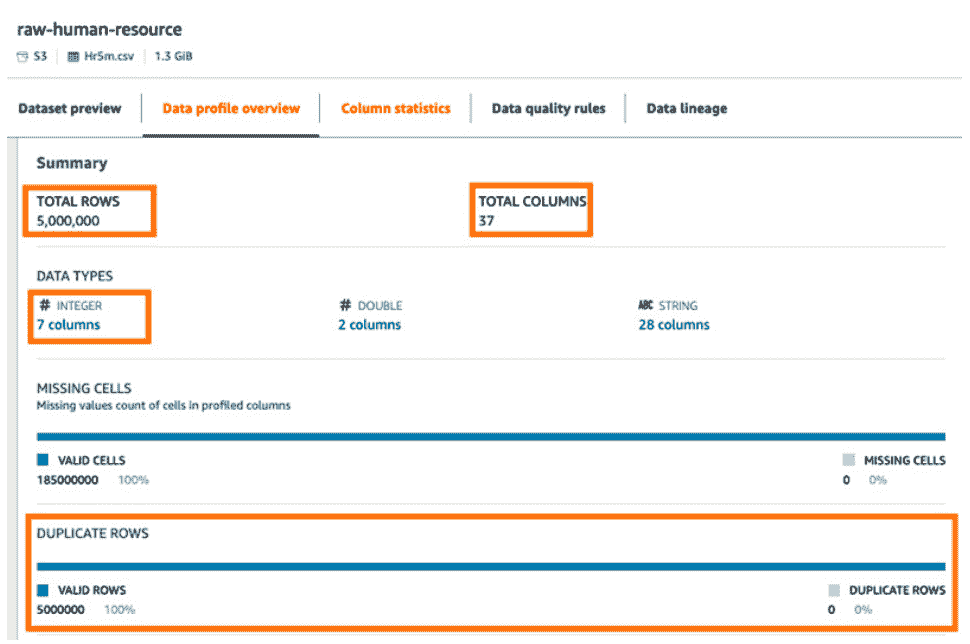 raw-human-resource
S3 Hr5m.csv 1.3 GiB
Dataset preview Data profile overview Column statistics Data quality rules Data lineage
Summary
TOTAL ROWS TOTAL COLUMNS
5,000,000 37
DATA TYPES
# INTEGER # DOUBLE ABC STRING
7 columns 2 columns 28 columns
MISSING CELLS
Missing values count of cells in profiled columns
VALID CELLS MISSING CELLS
185000000 100% 0 0%
DUPLICATE ROWS
VALID ROWS DUPLICATE ROWS
5000000 100% 0 0%